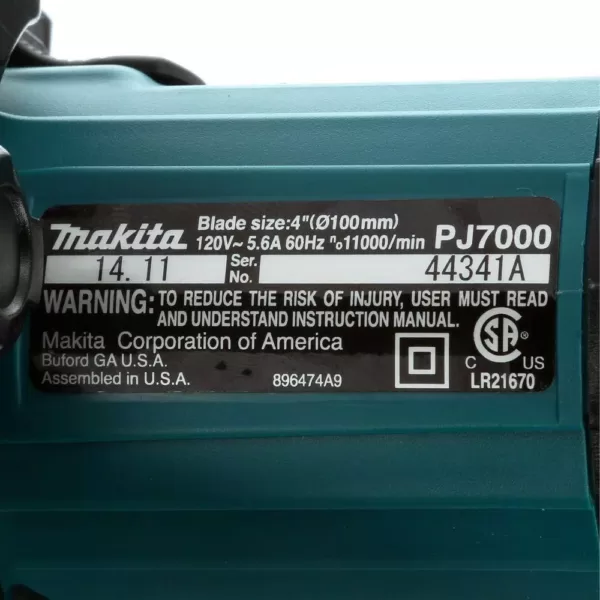 makita Blade size:4"(Ø100mm) 120V~ 5.6A 60Hz n₀11000/min PJ7000
14. 11 Ser. No. 44341A
WARNING: TO REDUCE THE RISK OF INJURY, USER MUST READ
AND UNDERSTAND INSTRUCTION MANUAL.
Makita Corporation of America
Buford GA U.S.A.
Assembled in U.S.A. 896474A9
SA ®
C US
LR21670